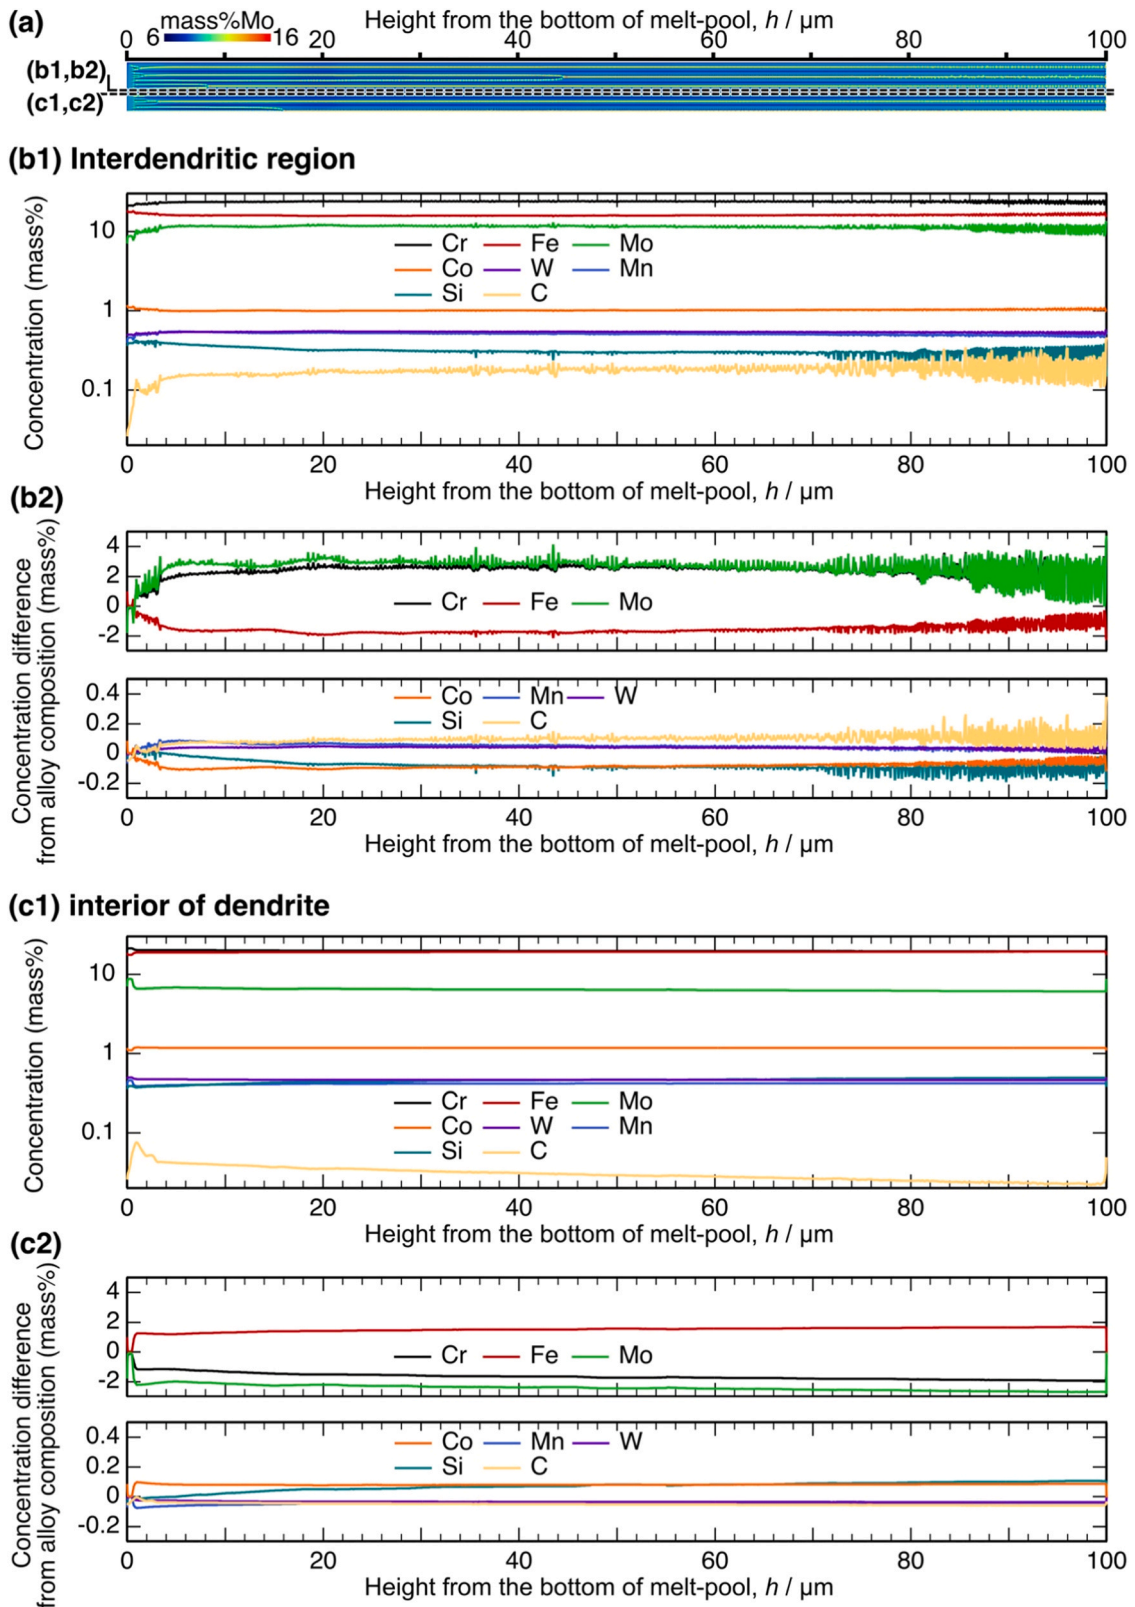 (a)
Height from the bottom of melt-pool, h / μm
mass%Mo
0 6 16 20 40 60 80 100
(b1,b2)
(c1,c2)
(b1) Interdendritic region
Concentration (mass%)
10
1
0.1
Cr Fe Mo
Co W Mn
Si C
0 20 40 60 80 100
Height from the bottom of melt-pool, h / μm
(b2)
Concentration difference
from alloy composition (mass%)
4
2
0
-2
Cr Fe Mo
0.4
0.2
0
-0.2
Co Mn W
Si C
0 20 40 60 80 100
Height from the bottom of melt-pool, h / μm
(c1) interior of dendrite
Concentration (mass%)
10
1
0.1
Cr Fe Mo
Co W Mn
Si C
0 20 40 60 80 100
Height from the bottom of melt-pool, h / μm
(c2)
Concentration difference
from alloy composition (mass%)
4
2
0
-2
Cr Fe Mo
0.4
0.2
0
-0.2
Co Mn W
Si C
0 20 40 60 80 100
Height from the bottom of melt-pool, h / μm